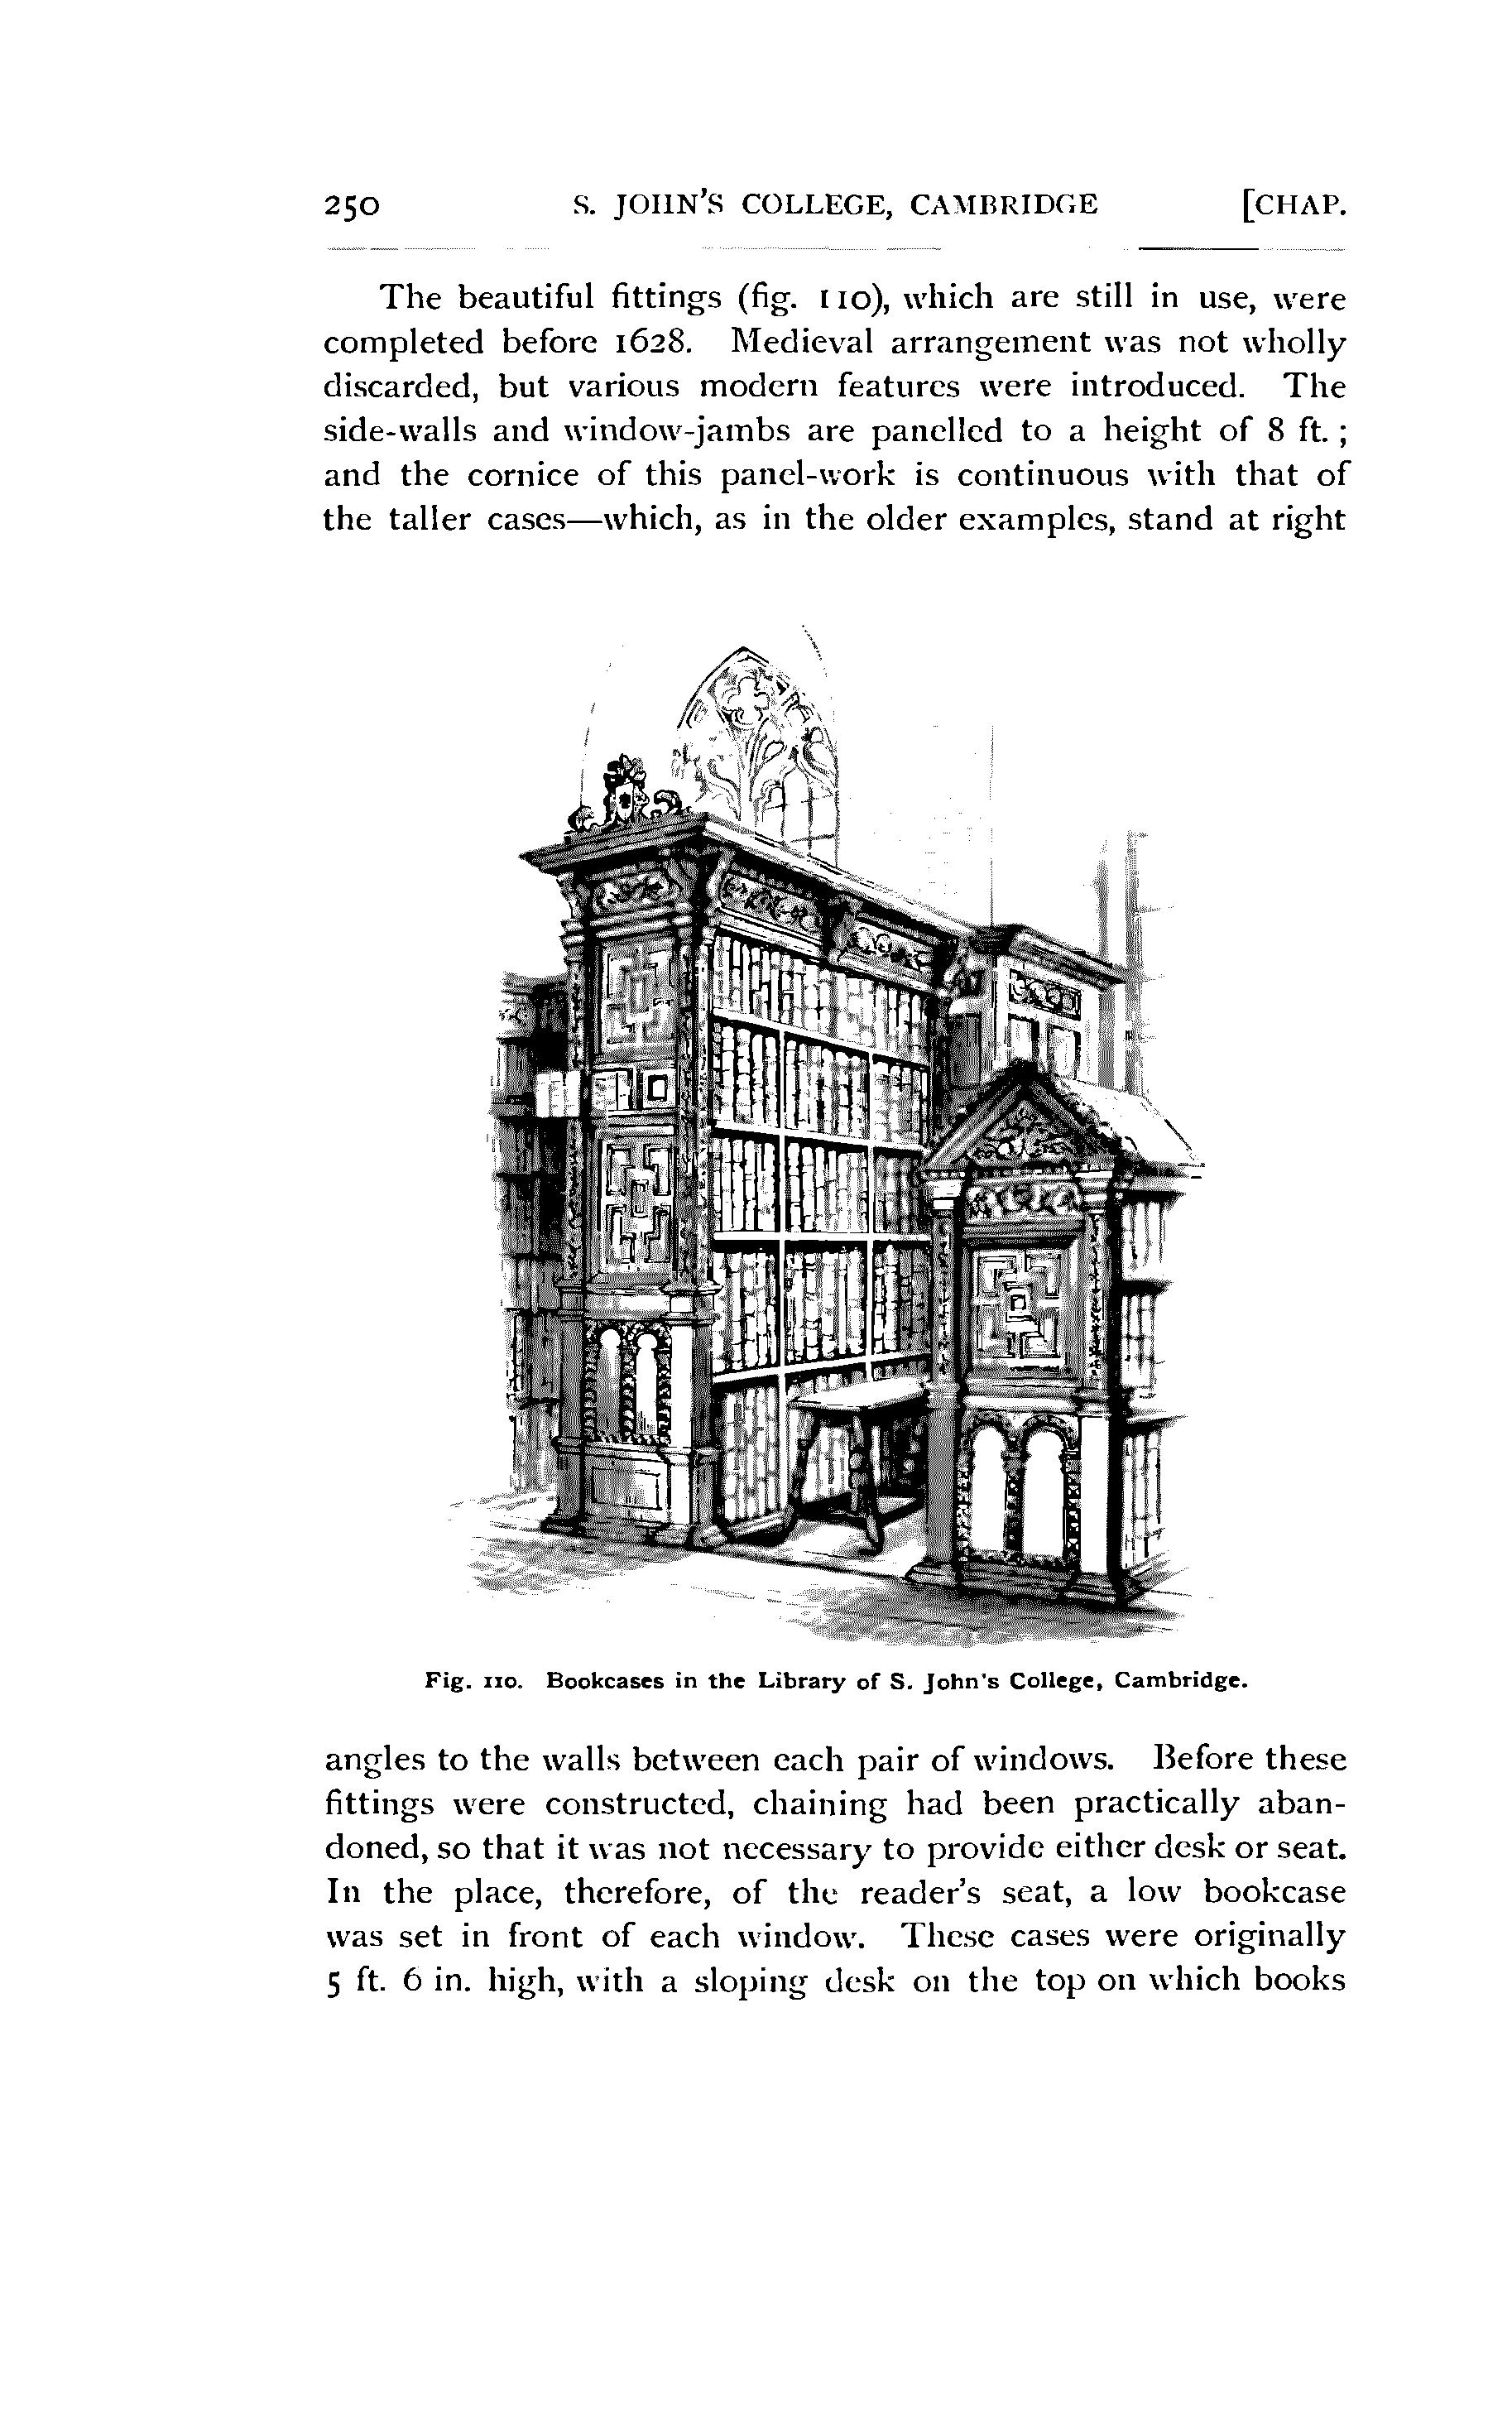 250 S. JOHN'S COLLEGE, CAMBRIDGE [CHAP.
The beautiful fittings (fig. 110), which are still in use, were
completed before 1628. Medieval arrangement was not wholly
discarded, but various modern features were introduced. The
side-walls and window-jambs are panelled to a height of 8 ft.;
and the cornice of this panel-work is continuous with that of
the taller cases—which, as in the older examples, stand at right
Fig. 110. Bookcases in the Library of S. John's College, Cambridge.
angles to the walls between each pair of windows. Before these
fittings were constructed, chaining had been practically aban-
doned, so that it was not necessary to provide either desk or seat.
In the place, therefore, of the reader's seat, a low bookcase
was set in front of each window. These cases were originally
5 ft. 6 in. high, with a sloping desk on the top on which books